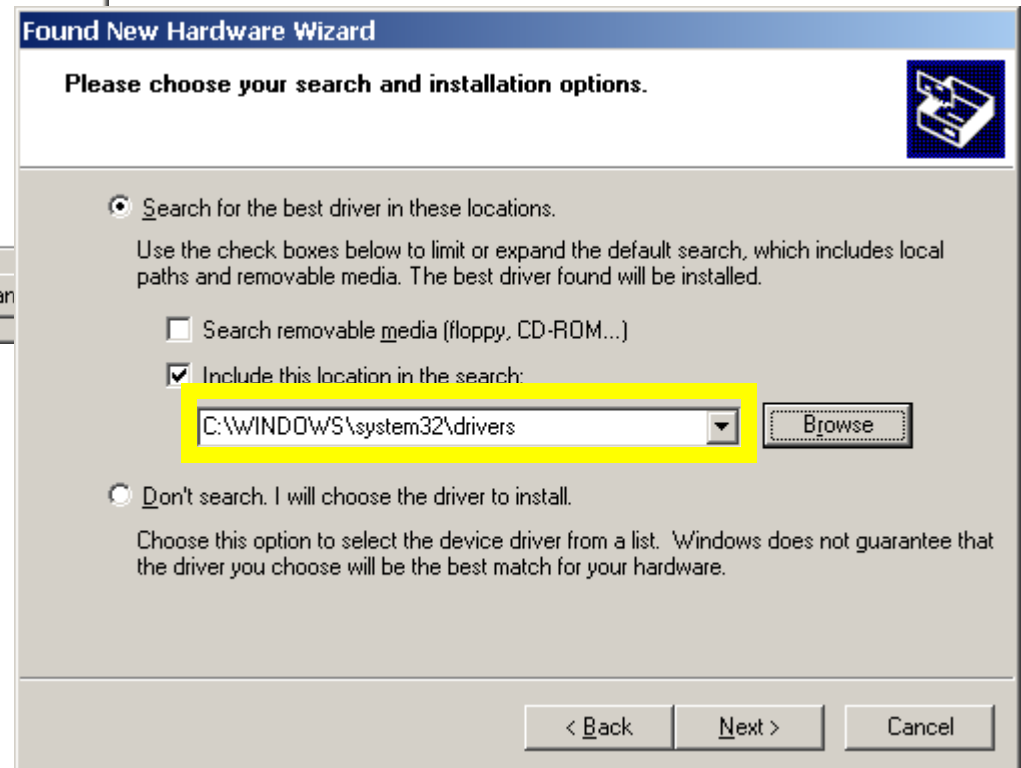 Found New Hardware Wizard
Please choose your search and installation options.
Search for the best driver in these locations.
Use the check boxes below to limit or expand the default search, which includes local
paths and removable media. The best driver found will be installed.
Search removable media (floppy, CD-ROM...)
Include this location in the search:
C:\WINDOWS\system32\drivers
Browse
Don't search. I will choose the driver to install.
Choose this option to select the device driver from a list. Windows does not guarantee that
the driver you choose will be the best match for your hardware.
< Back
Next >
Cancel